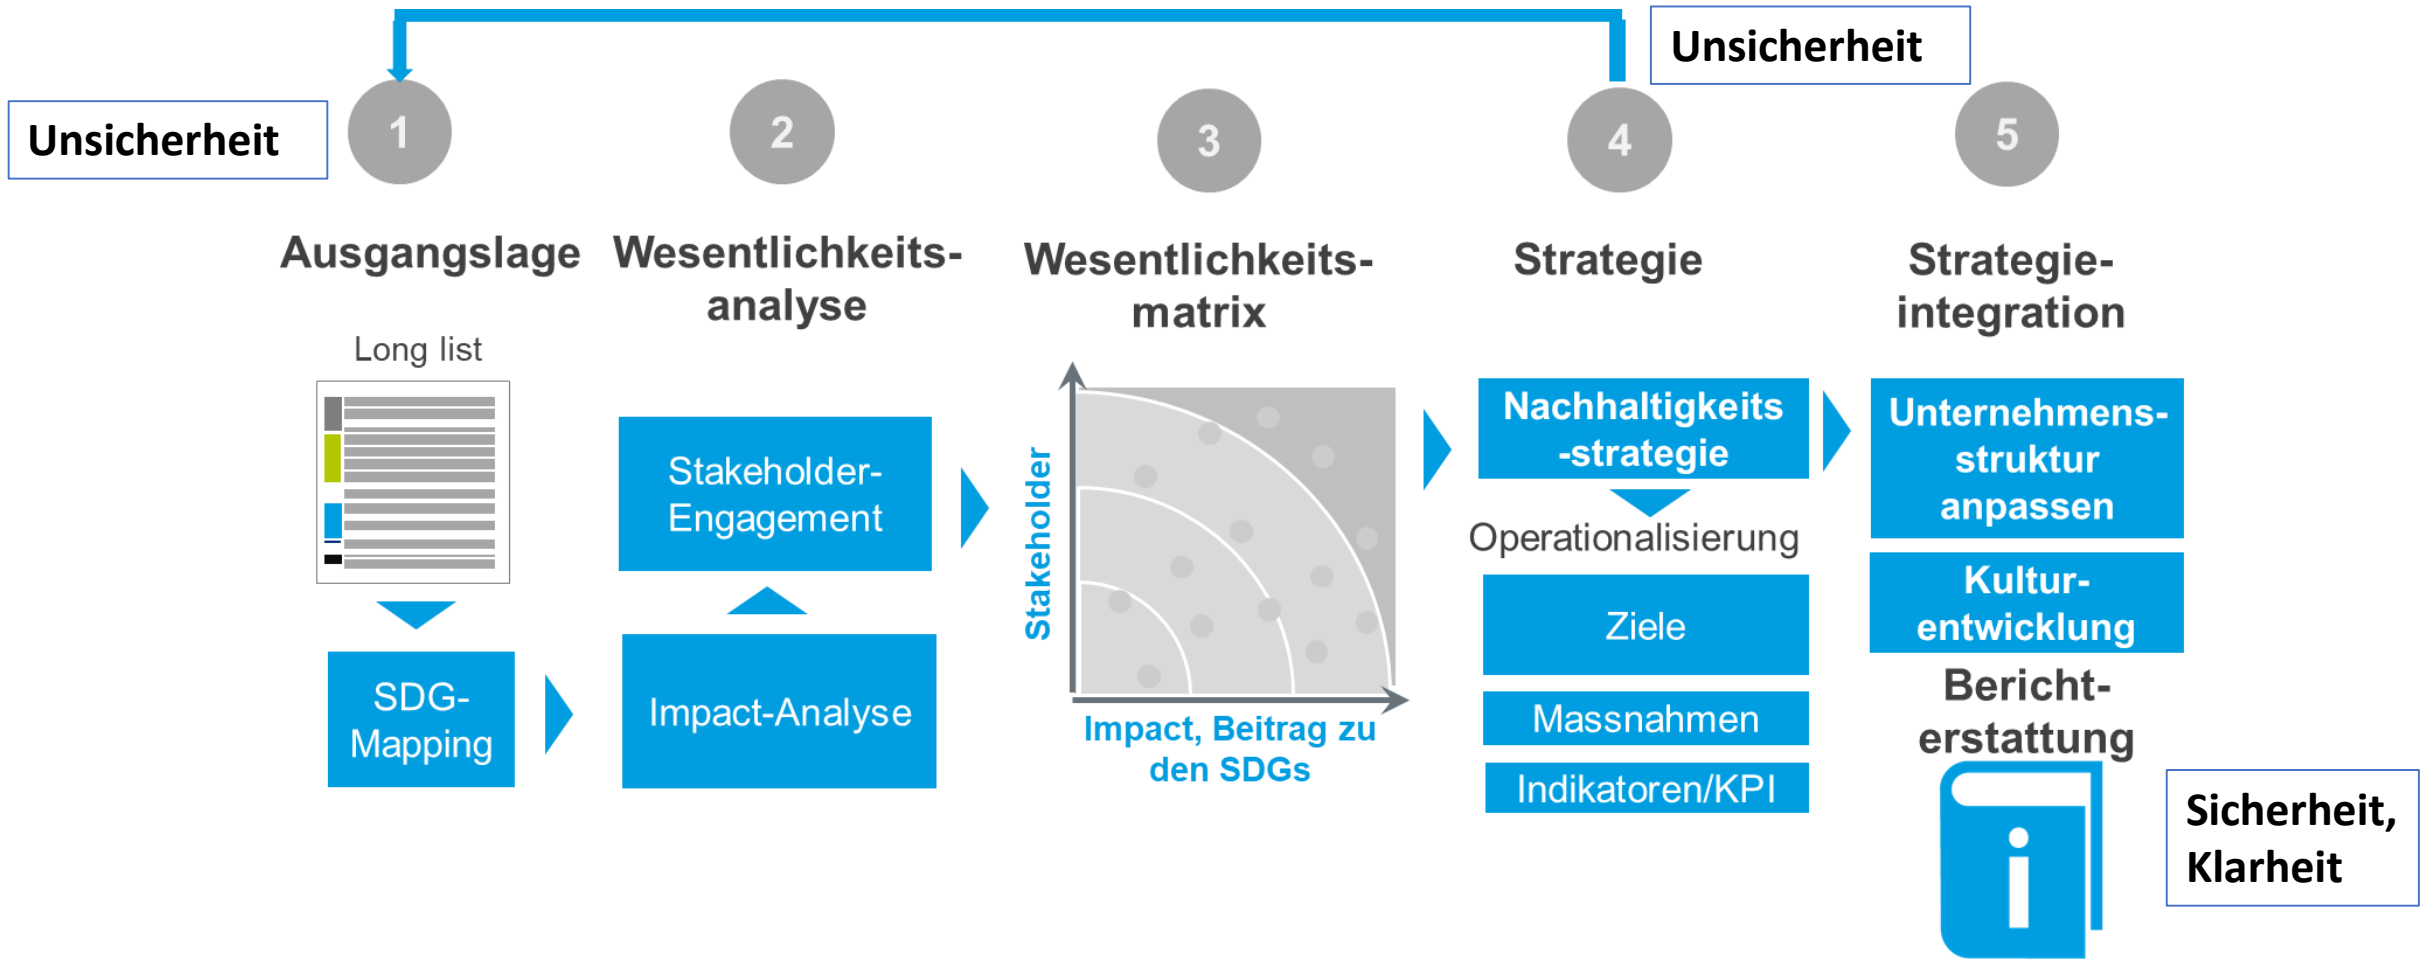 Unsicherheit
Unsicherheit
1
2
3
4
5
Ausgangslage
Long list
SDG-
Mapping
Wesentlichkeits-
analyse
Stakeholder-
Engagement
Impact-Analyse
Wesentlichkeits-
matrix
Stakeholder
Impact, Beitrag zu
den SDGs
Strategie
Nachhaltigkeits
-strategie
Operationalisierung
Ziele
Massnahmen
Indikatoren/KPI
Strategie-
integration
Unternehmens-
struktur
anpassen
Kultur-
entwicklung
Bericht-
erstattung
i
Sicherheit,
Klarheit